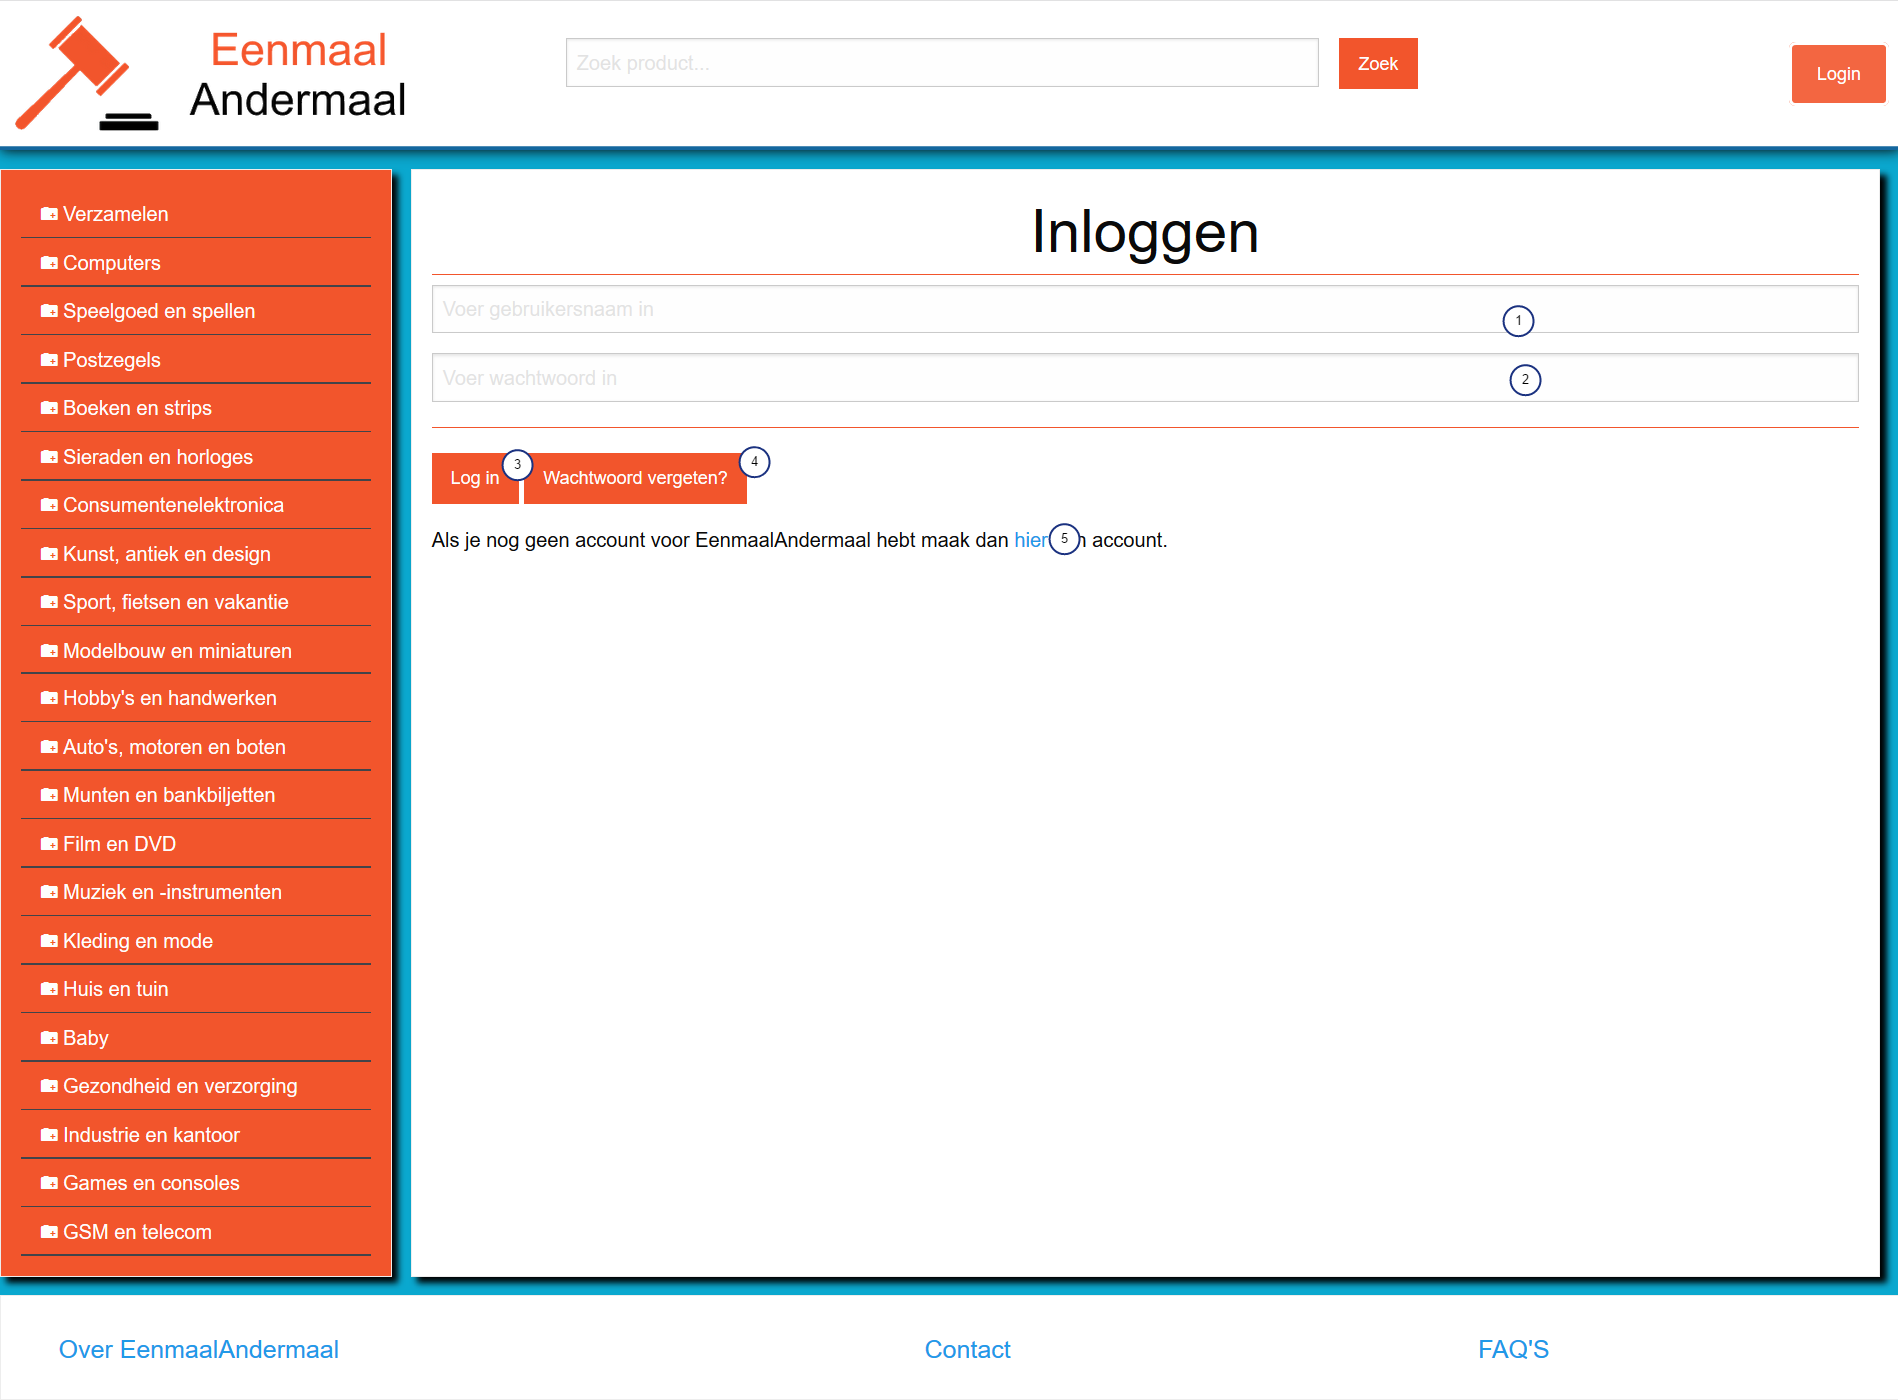 Eenmaal
Andermaal
Zoek product...
Zoek
Login
Verzamelen
Computers
Speelgoed en spellen
Postzegels
Boeken en strips
Sieraden en horloges
Consumentenelektronica
Kunst, antiek en design
Sport, fietsen en vakantie
Modelbouw en miniaturen
Hobby's en handwerken
Auto's, motoren en boten
Munten en bankbiljetten
Film en DVD
Muziek en -instrumenten
Kleding en mode
Huis en tuin
Baby
Gezondheid en verzorging
Industrie en kantoor
Games en consoles
GSM en telecom
Inloggen
Voer gebruikersnaam in
1
Voer wachtwoord in
2
Log in
3
Wachtwoord vergeten?
4
Als je nog geen account voor EenmaalAndermaal hebt maak dan hier 5 account.
Over EenmaalAndermaal
Contact
FAQ'S